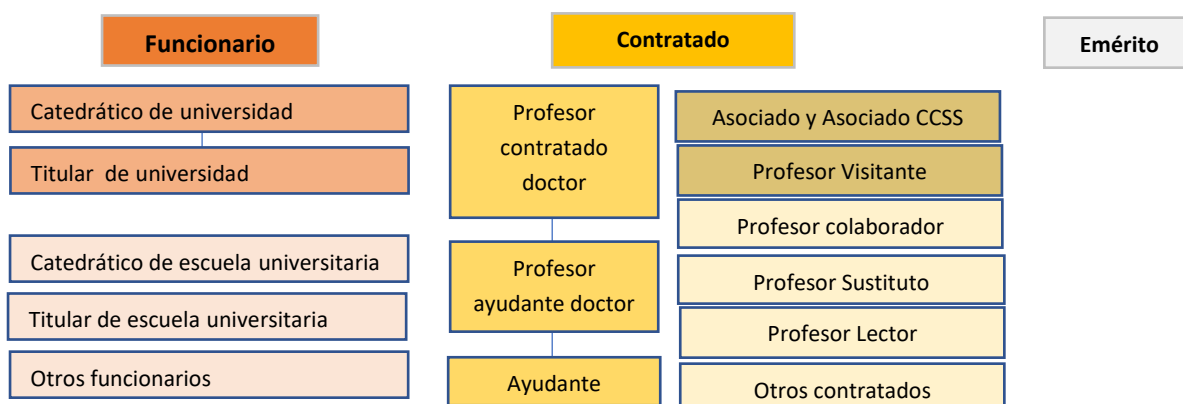 Funcionario
Contratado
Emérito
Catedrático de universidad
Titular de universidad
Catedrático de escuela universitaria
Titular de escuela universitaria
Otros funcionarios
Profesor
contratado
doctor
Profesor
ayudante doctor
Ayudante
Asociado y Asociado CCSS
Profesor Visitante
Profesor colaborador
Profesor Sustituto
Profesor Lector
Otros contratados